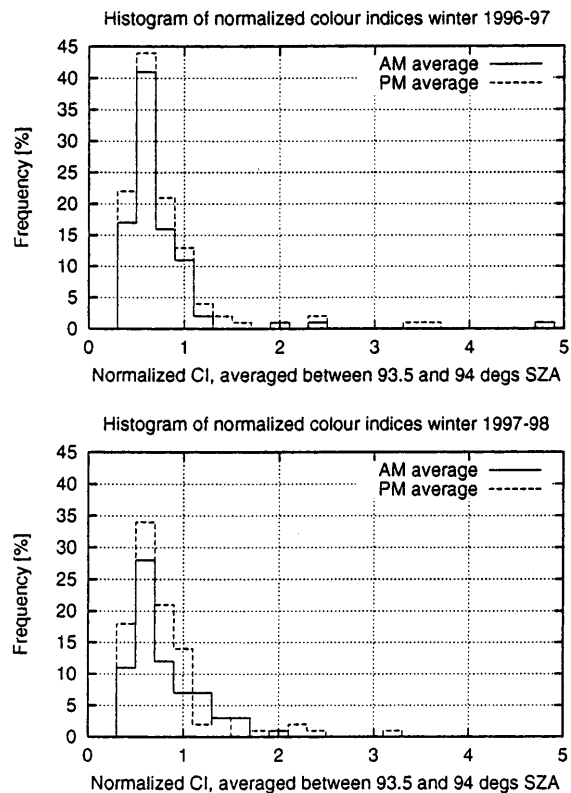 Histogram of normalized colour indices winter 1996-97
AM average
PM average
Frequency [%]
45
40
35
30
25
20
15
10
5
0
0 1 2 3 4 5
Normalized CI, averaged between 93.5 and 94 degs SZA
Histogram of normalized colour indices winter 1997-98
AM average
PM average
Frequency [%]
45
40
35
30
25
20
15
10
5
0
0 1 2 3 4 5
Normalized CI, averaged between 93.5 and 94 degs SZA